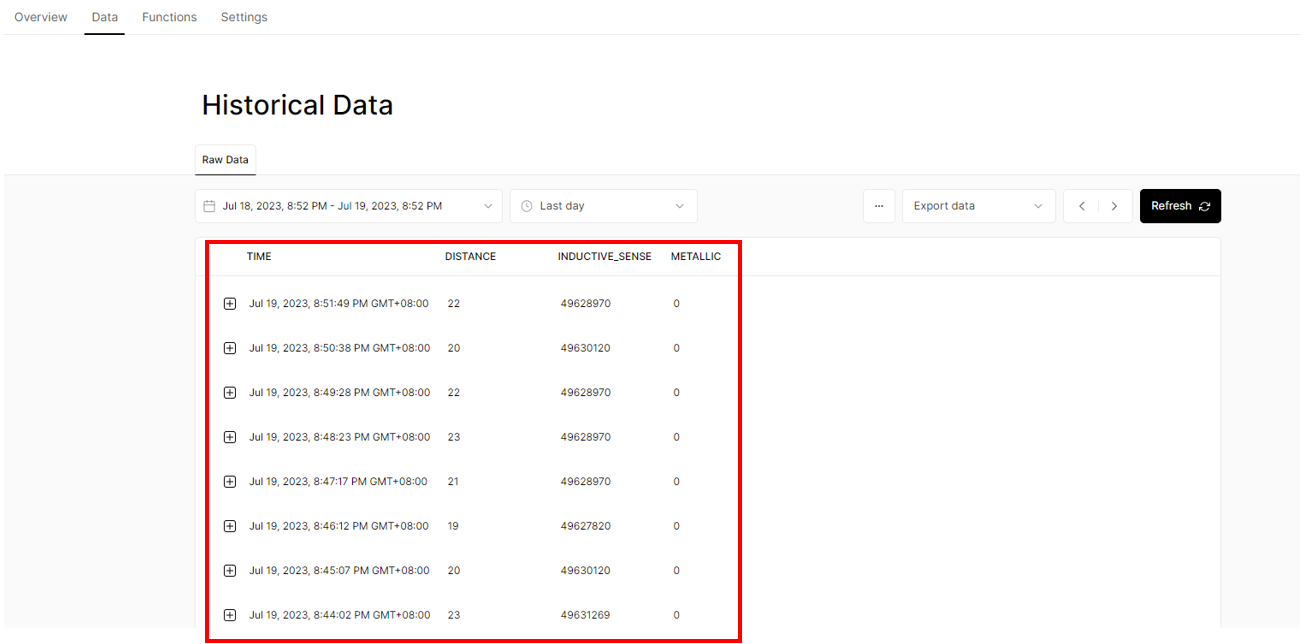 Overview Data Functions Settings
Historical Data
Raw Data
Jul 18, 2023, 8:52 PM - Jul 19, 2023, 8:52 PM Last day ... Export data Refresh
TIME DISTANCE INDUCTIVE_SENSE METALLIC
Jul 19, 2023, 8:51:49 PM GMT+08:00 22 49628970 0
Jul 19, 2023, 8:50:38 PM GMT+08:00 20 49630120 0
Jul 19, 2023, 8:49:28 PM GMT+08:00 22 49628970 0
Jul 19, 2023, 8:48:23 PM GMT+08:00 23 49628970 0
Jul 19, 2023, 8:47:17 PM GMT+08:00 21 49628970 0
Jul 19, 2023, 8:46:12 PM GMT+08:00 19 49627820 0
Jul 19, 2023, 8:45:07 PM GMT+08:00 20 49630120 0
Jul 19, 2023, 8:44:02 PM GMT+08:00 23 49631269 0